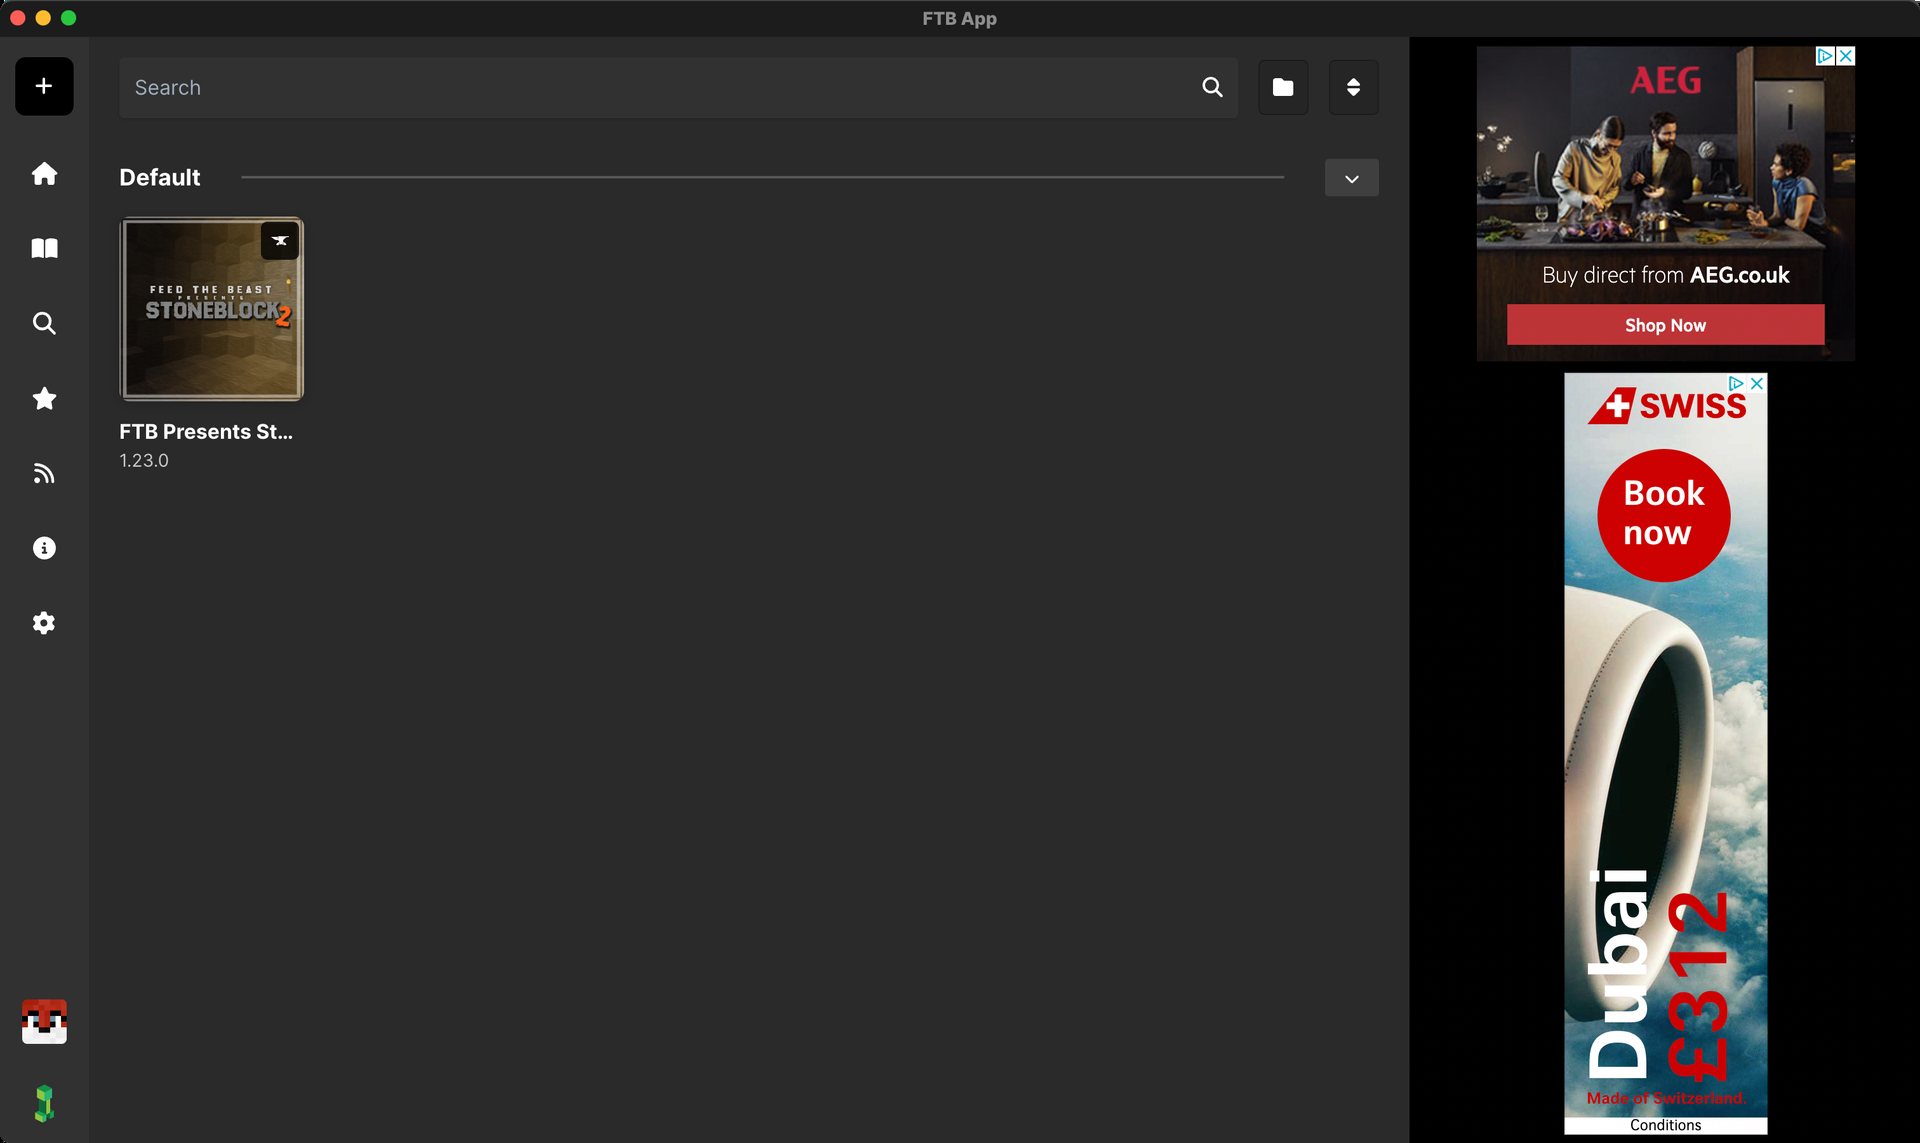 FTB App
Search
Default
FEED THE BEAST
PRESENTS
STONEBLOCK 2
FTB Presents St...
1.23.0
AEG
Buy direct from AEG.co.uk
Shop Now
SWISS
Book
now
Dubai
£312
Made of Switzerland.
Conditions